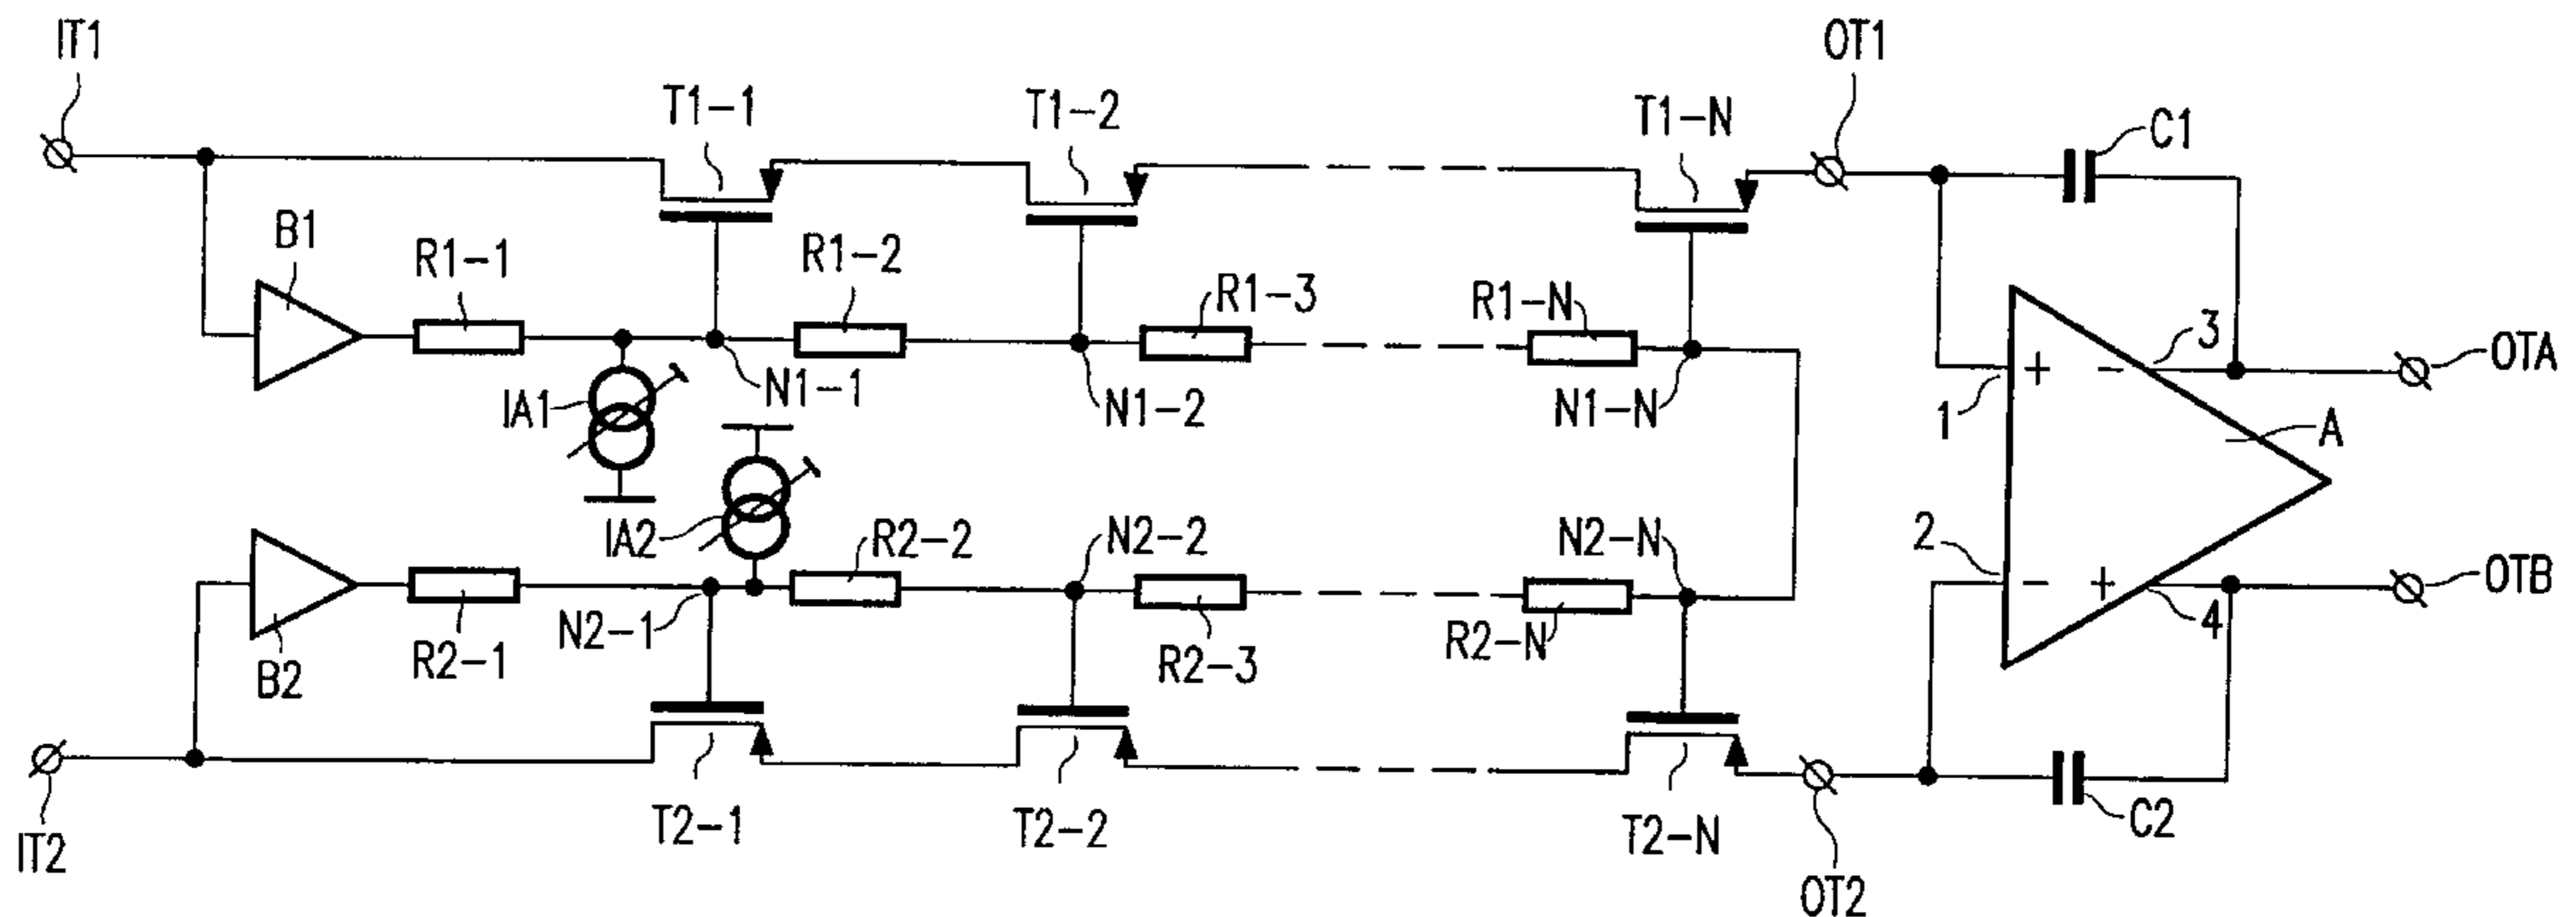 IT1
OT1
T1-1
T1-2
T1-N
C1
B1
R1-1
R1-2
R1-3
R1-N
3
OTA
IA1
N1-1
N1-2
N1-N
1
+
-
A
IA2
R2-2
N2-2
N2-N
2
-
+
OTB
B2
R2-1
N2-1
R2-3
R2-N
4
IT2
T2-1
T2-2
T2-N
OT2
C2